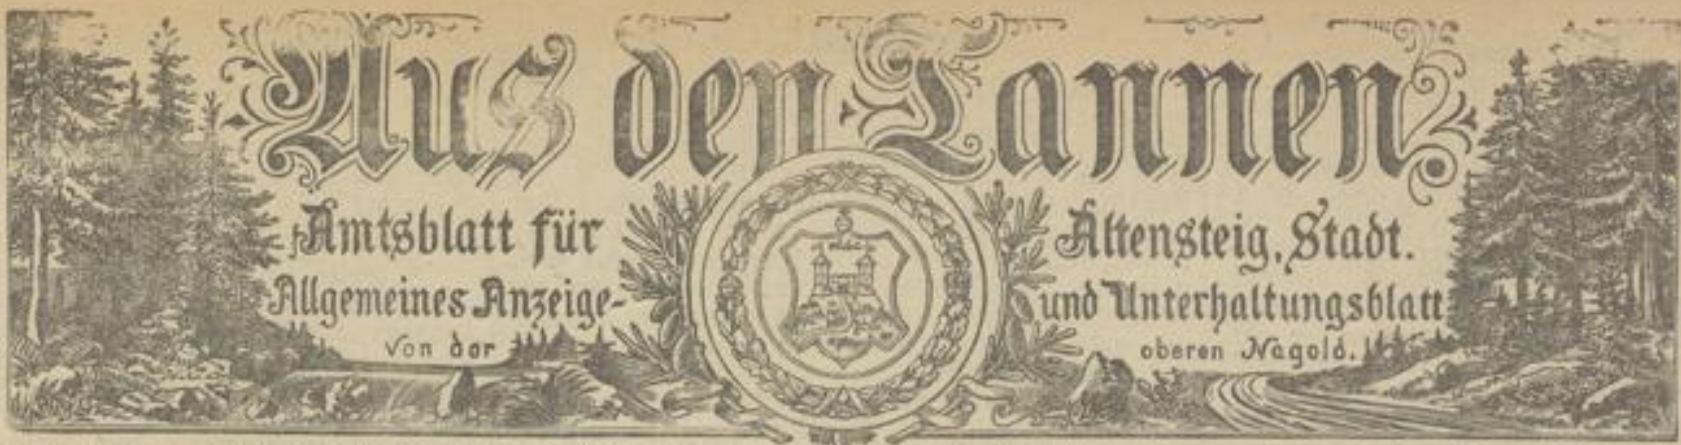 Aus den Tannen.
Amtsblatt für Altensteig, Stadt.
Allgemeines Anzeige- und Unterhaltungsblatt
Von der oberen Nagold.